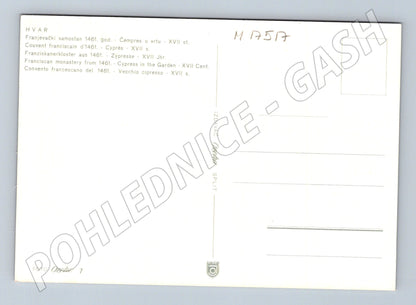 M 17517
HVAR
Franjevački samostan 1461. god. - Čempres u vrtu - XVII st.
Couvent franciscain d'1461. - Cyprès - XVII s.
Franziskanerkloster aus 1461. - Zypresse - XVII Jh.
Franciscan monastery from 1461. - Cypress in the Garden - XVII Cent.
Convento francescano del 1461. - Vecchio cipresso - XVII s.
SPLIT
POHLEDNICE - GASH